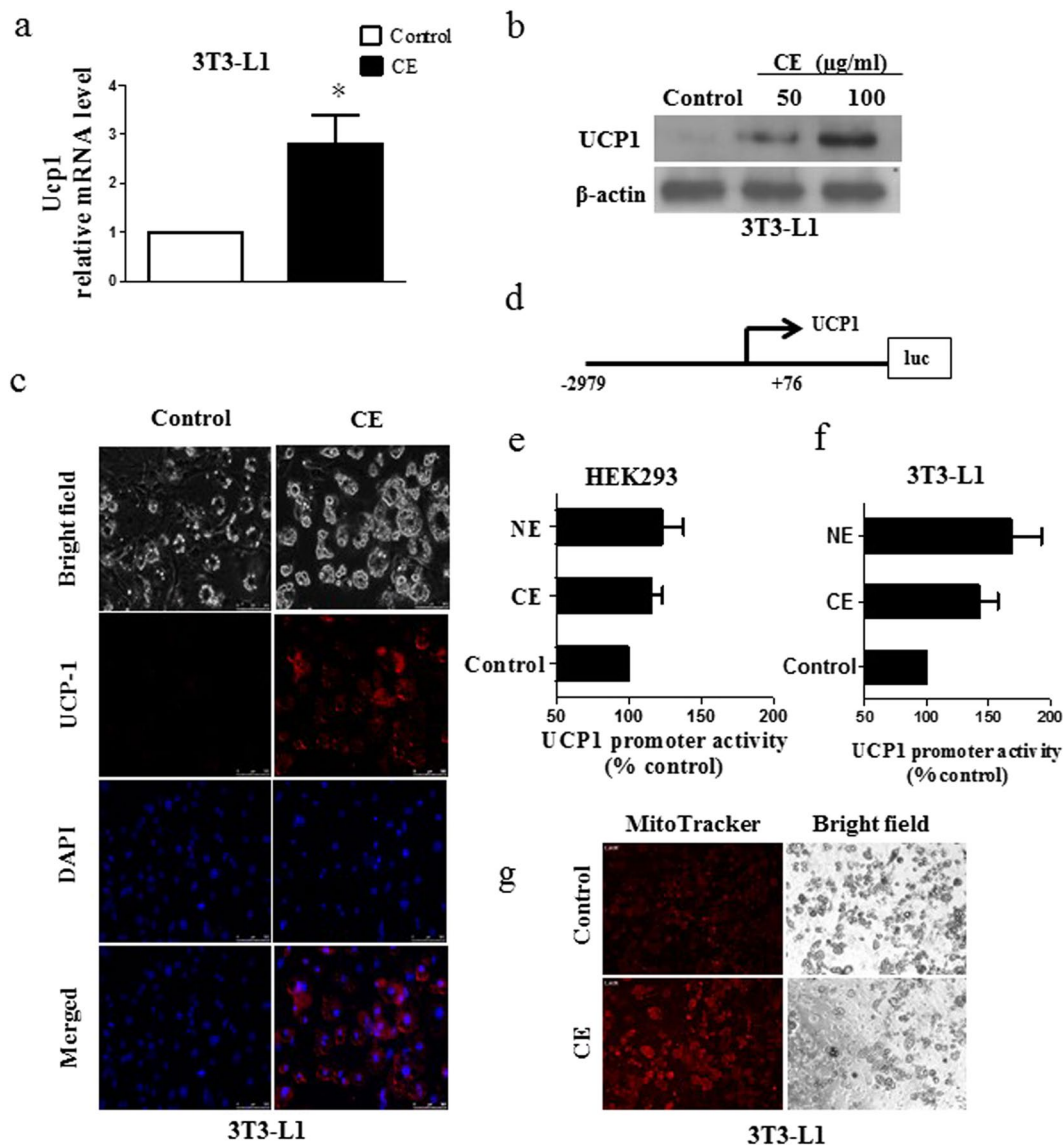 a
Control
CE
3T3-L1
*
4
3
2
1
0
Ucp1
relative mRNA level
b
CE (μg/ml)
Control 50 100
UCP1
β-actin
3T3-L1
c
Control CE
Bright field
UCP-1
DAPI
Merged
3T3-L1
d
UCP1
luc
-2979 +76
e
HEK293
NE
CE
Control
50 100 150 200
UCP1 promoter activity
(% control)
f
3T3-L1
NE
CE
Control
50 100 150 200
UCP1 promoter activity
(% control)
g
MitoTracker Bright field
Control
CE
3T3-L1